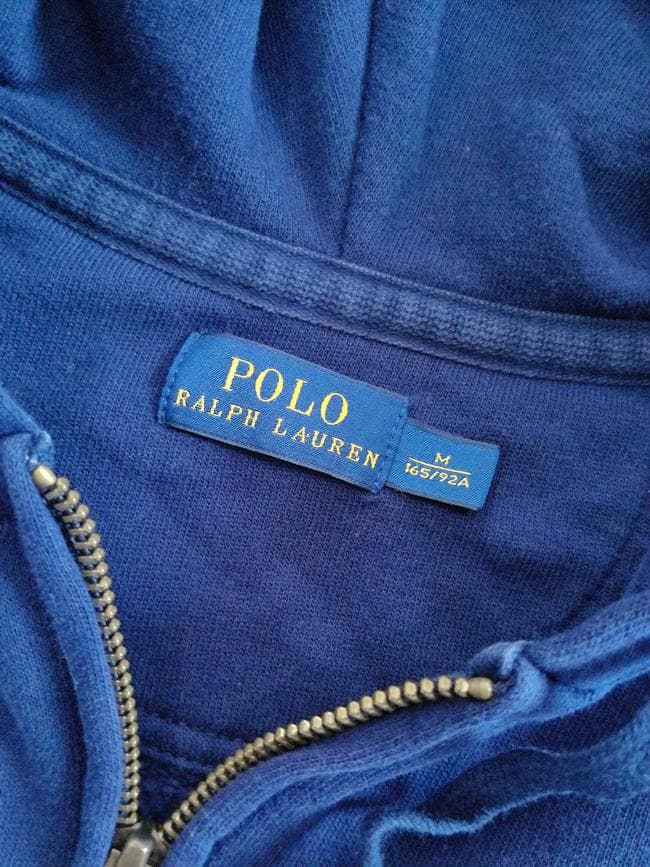 POLO
RALPH LAUREN
M
165/92A